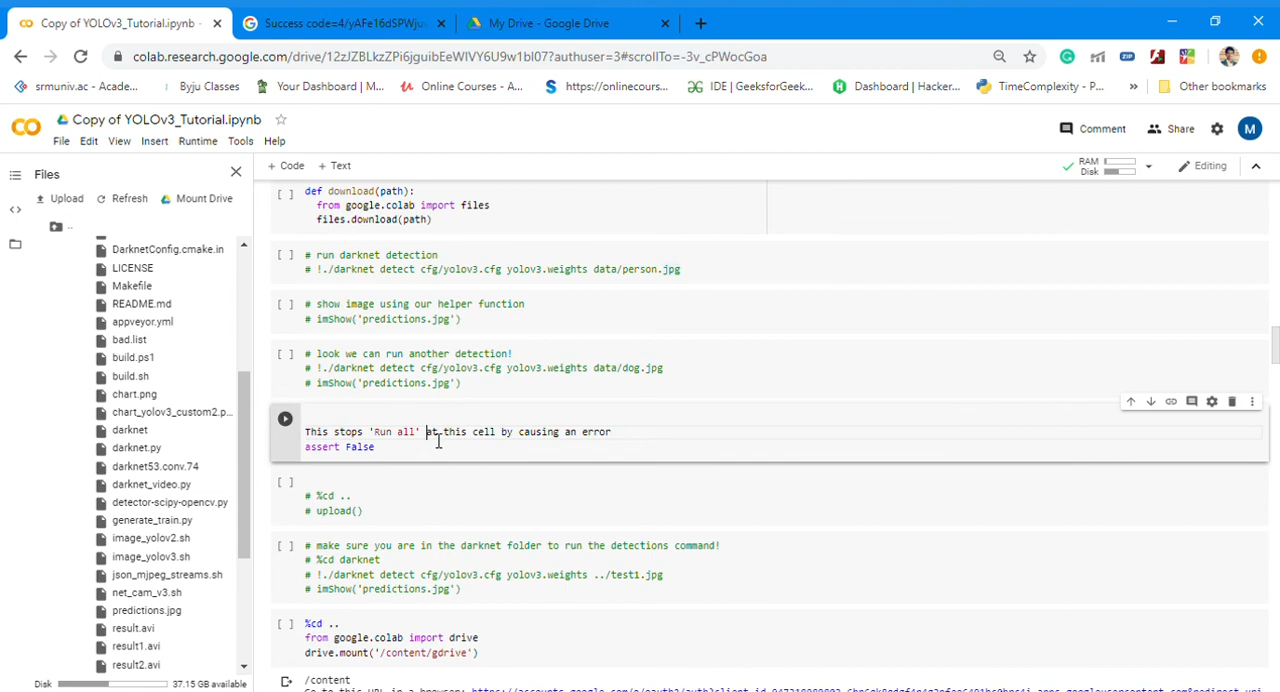 Copy of YOLOv3_Tutorial.ipynb
Success code=4/yAFe16dSPWju
My Drive - Google Drive
colab.research.google.com/drive/12zJZBLkzZPi6jguibEeWIVY6U9w1bl07?authuser=3#scrollTo=-3v_cPWocGoa
srmuniv.ac - Acade...
Byju Classes
Your Dashboard | M...
Online Courses - A...
https://onlinecours...
IDE | GeeksforGeek...
Dashboard | Hacker...
TimeComplexity - P...
Other bookmarks
Copy of YOLOv3_Tutorial.ipynb
Comment
Share
M
File Edit View Insert Runtime Tools Help
Files
+ Code + Text
RAM
Disk
Editing
Upload Refresh Mount Drive
..
DarknetConfig.cmake.in
LICENSE
Makefile
README.md
appveyor.yml
bad.list
build.ps1
build.sh
chart.png
chart_yolov3_custom2.p...
darknet
darknet.py
darknet53.conv.74
darknet_video.py
detector-scipy-opencv.py
generate_train.py
image_yolov2.sh
image_yolov3.sh
json_mjpeg_streams.sh
net_cam_v3.sh
predictions.jpg
result.avi
result1.avi
result2.avi
Disk 37.15 GB available
[ ] def download(path):
from google.colab import files
files.download(path)
[ ] # run darknet detection
# !./darknet detect cfg/yolov3.cfg yolov3.weights data/person.jpg
[ ] # show image using our helper function
# imShow('predictions.jpg')
[ ] # look we can run another detection!
# !./darknet detect cfg/yolov3.cfg yolov3.weights data/dog.jpg
# imShow('predictions.jpg')
This stops 'Run all' at this cell by causing an error
assert False
[ ]
# %cd ..
# upload()
[ ] # make sure you are in the darknet folder to run the detections command!
# %cd darknet
# !./darknet detect cfg/yolov3.cfg yolov3.weights ../test1.jpg
# imShow('predictions.jpg')
[ ] %cd ..
from google.colab import drive
drive.mount('/content/gdrive')
/content
Go to this URL in a browser: